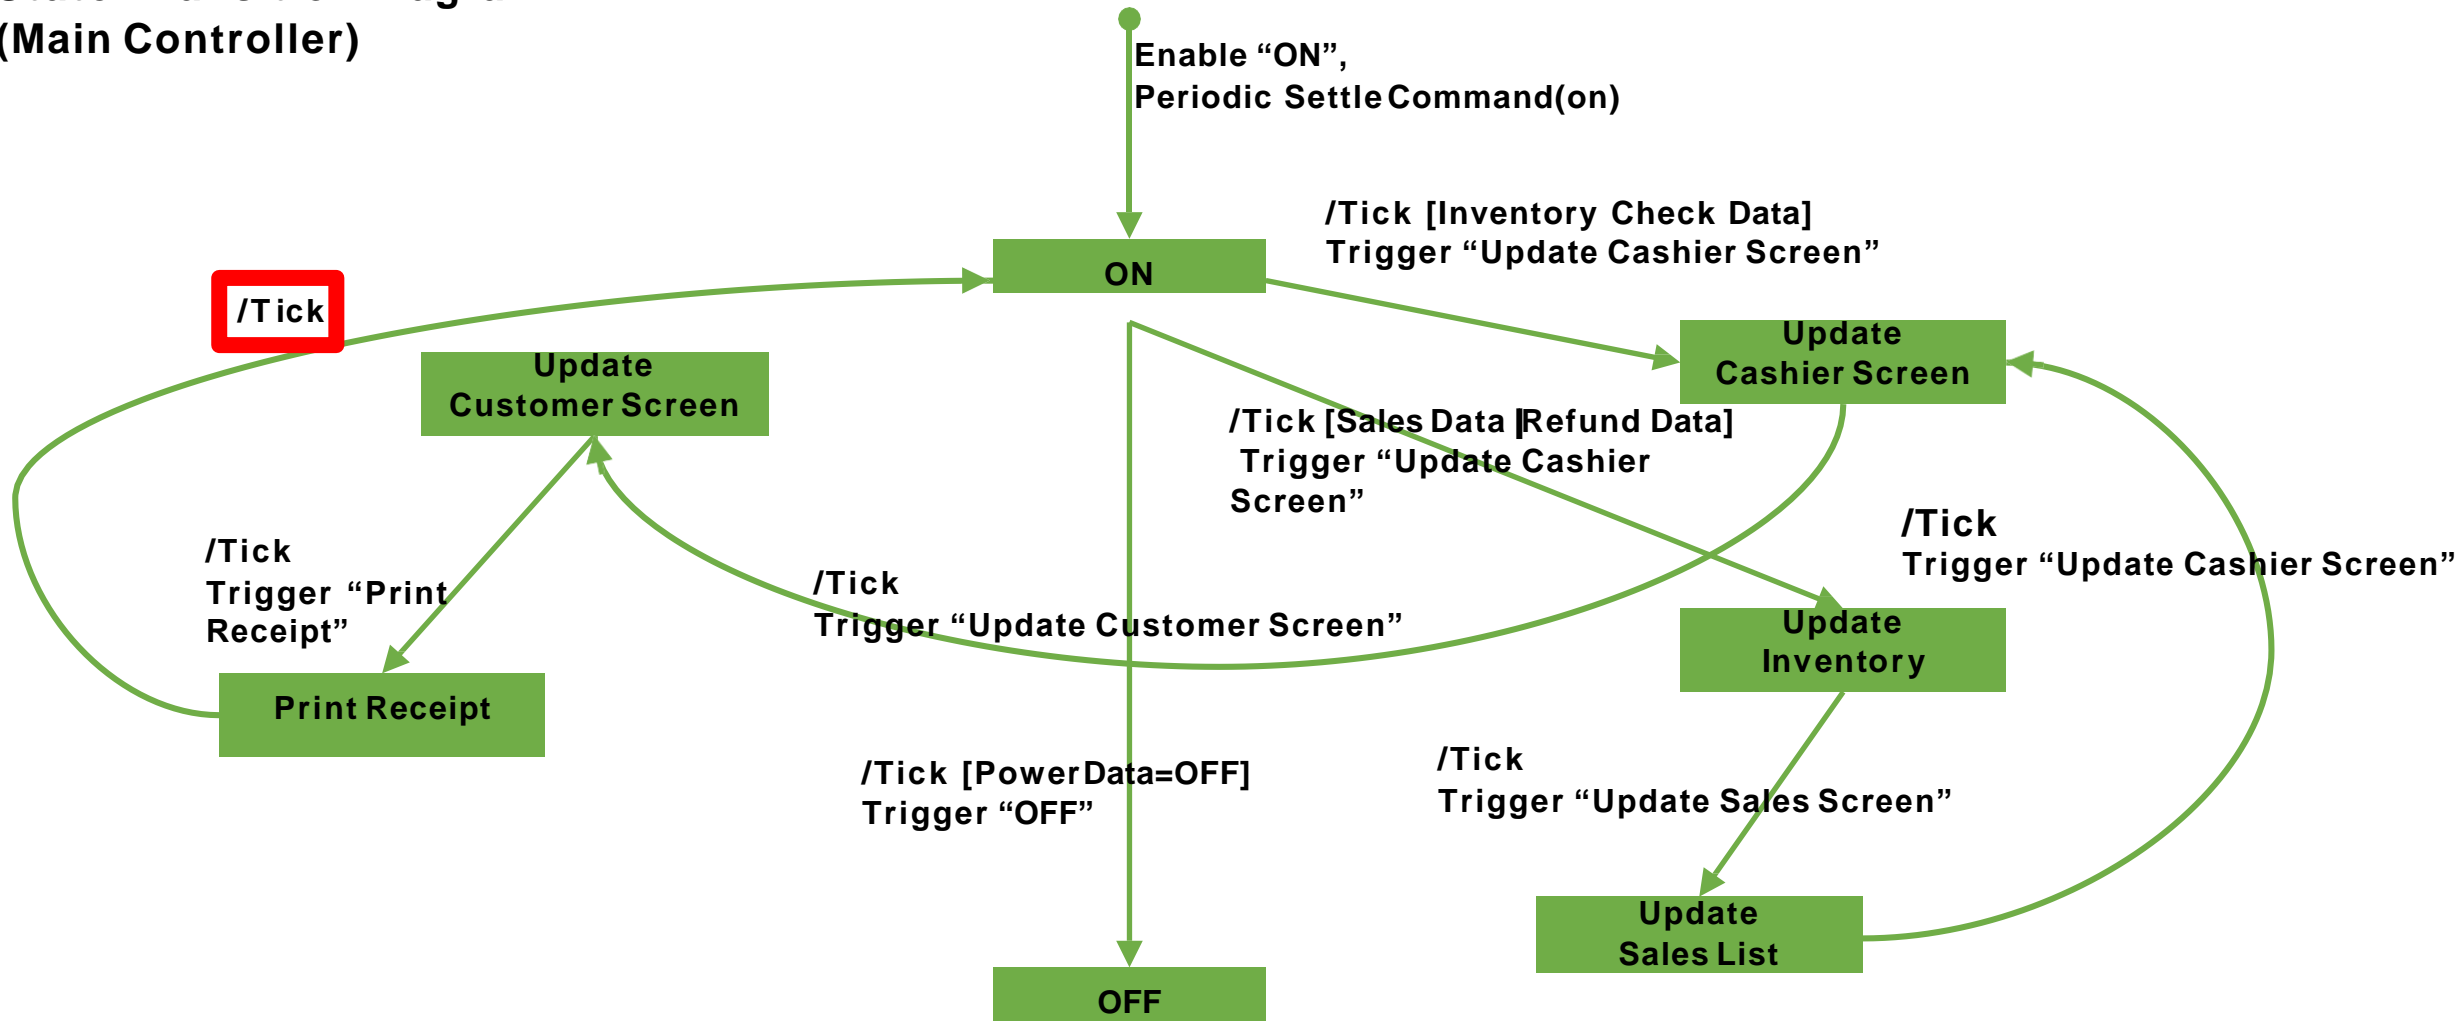 (Main Controller)
Enable “ON”,
Periodic Settle Command(on)
/Tick [Inventory Check Data]
Trigger “Update Cashier Screen”
ON
/Tick
Update
Customer Screen
Update
Cashier Screen
/Tick [Sales Data |Refund Data]
Trigger “Update Cashier
Screen”
/Tick
Trigger “Update Cashier Screen”
/Tick
Trigger “Print
Receipt”
/Tick
Trigger “Update Customer Screen”
Update
Inventory
Print Receipt
/Tick [PowerData=OFF]
Trigger “OFF”
/Tick
Trigger “Update Sales Screen”
Update
Sales List
OFF